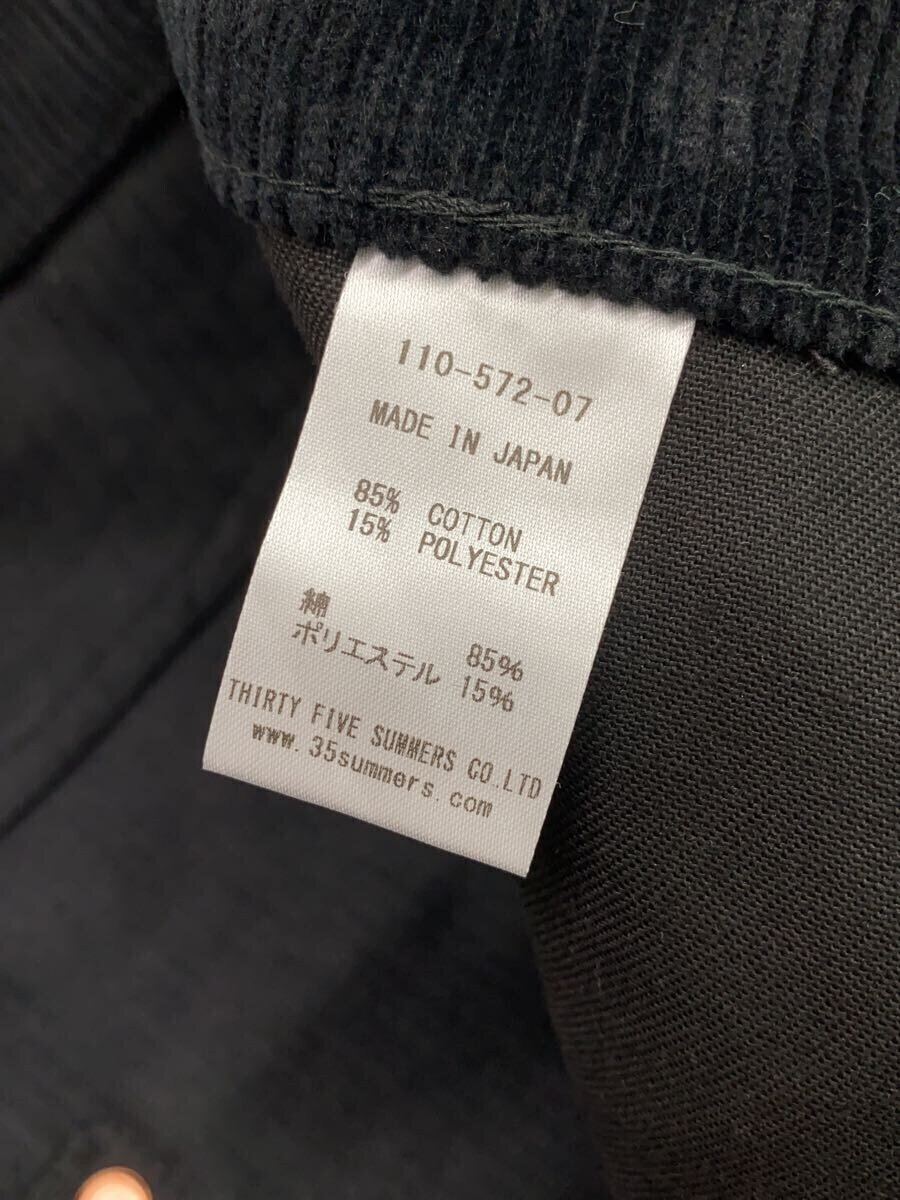 110-572-07
MADE IN JAPAN
85% COTTON
15% POLYESTER
綿 85%
ポリエステル 15%
THIRTY FIVE SUMMERS CO.LTD
www.35summers.com